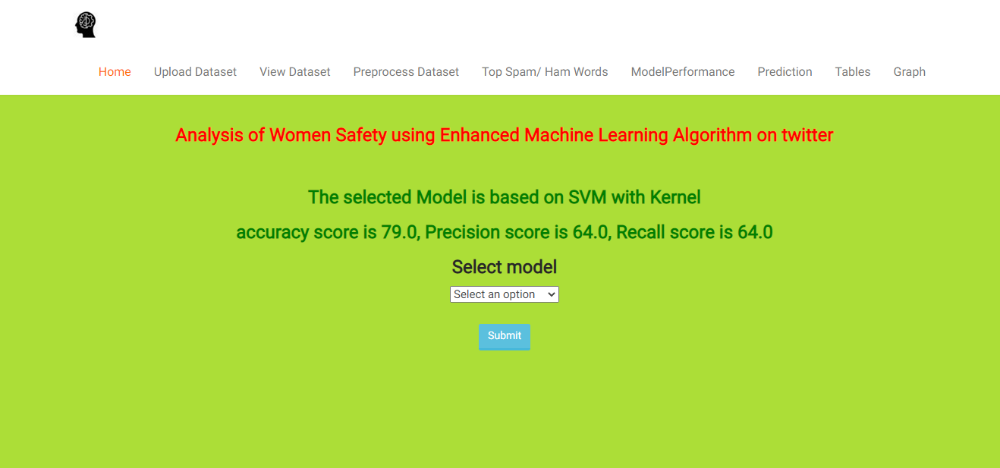 Home Upload Dataset View Dataset Preprocess Dataset Top Spam/ Ham Words ModelPerformance Prediction Tables Graph
Analysis of Women Safety using Enhanced Machine Learning Algorithm on twitter
The selected Model is based on SVM with Kernel
accuracy score is 79.0, Precision score is 64.0, Recall score is 64.0
Select model
Select an option
Submit